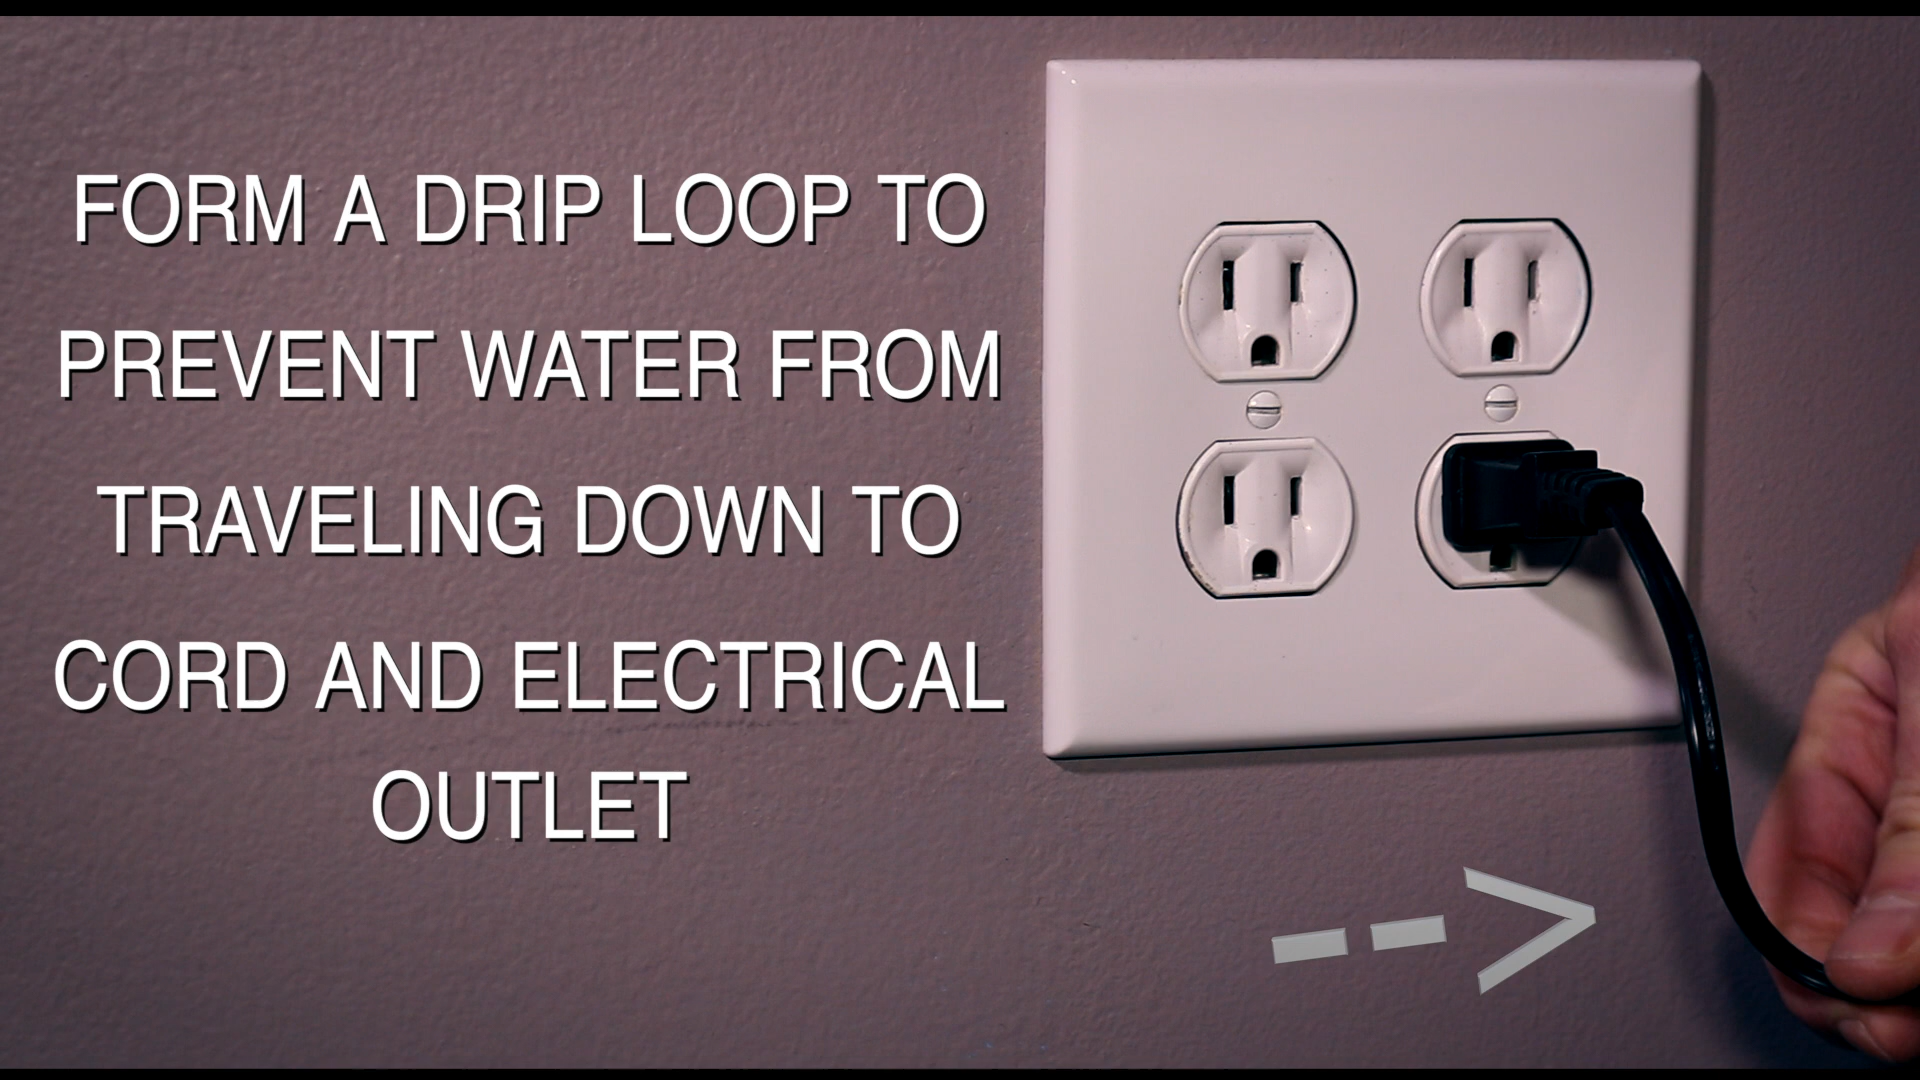 FORM A DRIP LOOP TO
PREVENT WATER FROM
TRAVELING DOWN TO
CORD AND ELECTRICAL
OUTLET
-->